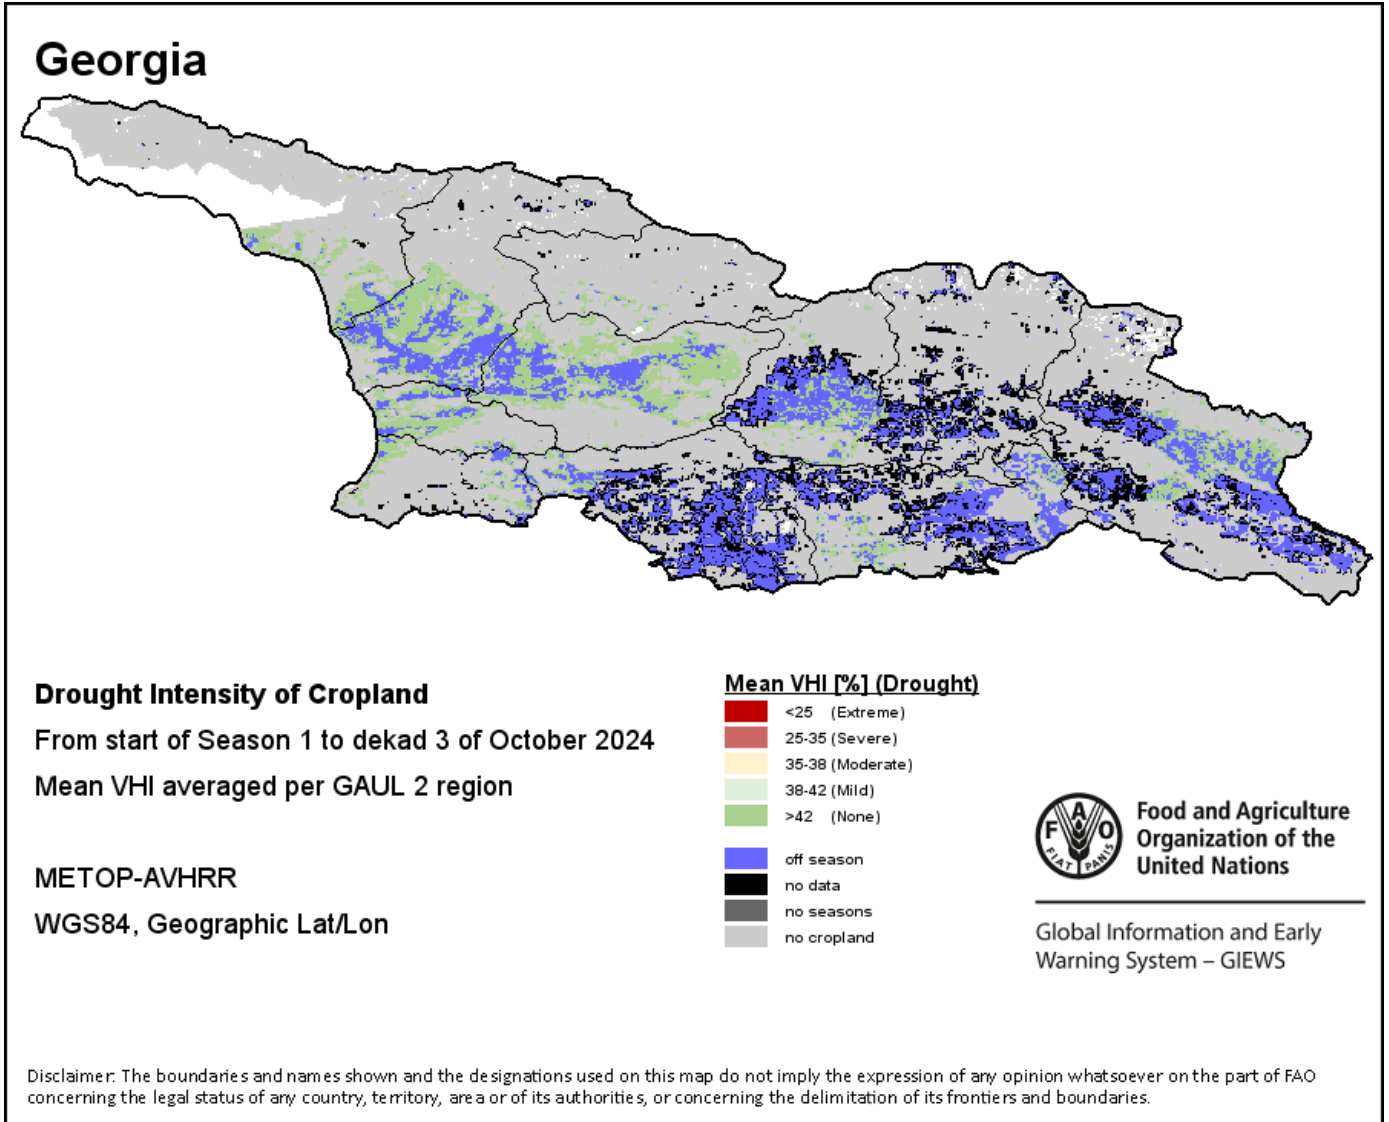 Georgia
Drought Intensity of Cropland
From start of Season 1 to dekad 3 of October 2024
Mean VHI averaged per GAUL 2 region
METOP-AVHRR
WGS84, Geographic Lat/Lon
Mean VHI [%] (Drought)
<25 (Extreme)
25-35 (Severe)
35-38 (Moderate)
38-42 (Mild)
>42 (None)
off season
no data
no seasons
no cropland
F A O
FIAT PANIS
Food and Agriculture
Organization of the
United Nations
Global Information and Early
Warning System – GIEWS
Disclaimer: The boundaries and names shown and the designations used on this map do not imply the expression of any opinion whatsoever on the part of FAO
concerning the legal status of any country, territory, area or of its authorities, or concerning the delimitation of its frontiers and boundaries.